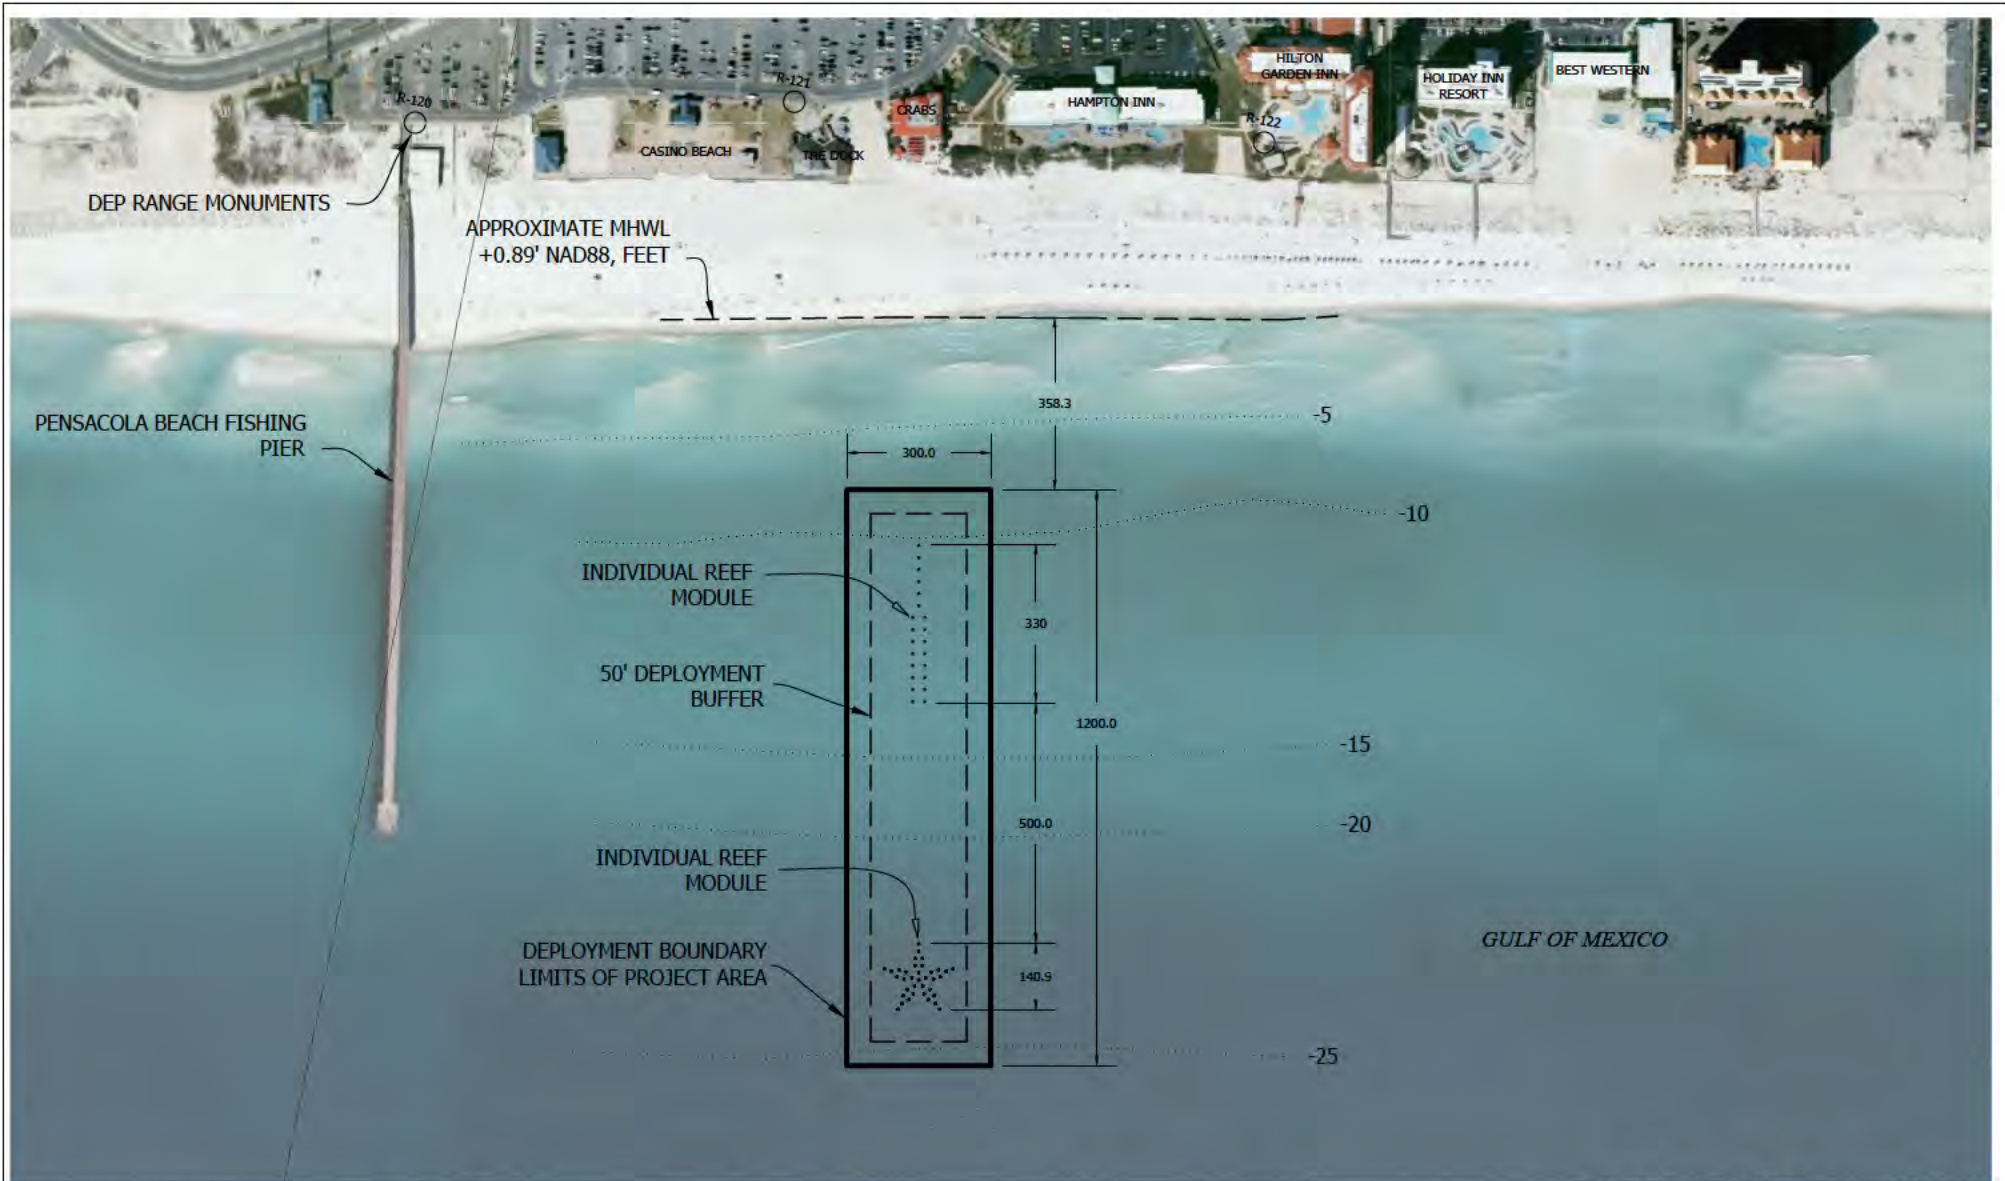 HILTON
GARDEN INN
HOLIDAY INN
RESORT
BEST WESTERN
R-120
R-121
CRABS
HAMPTON INN
R-122
CASINO BEACH
THE DOCK
DEP RANGE MONUMENTS
APPROXIMATE MHWL
+0.89' NAD88, FEET
PENSACOLA BEACH FISHING
PIER
358.3
-5
300.0
-10
INDIVIDUAL REEF
MODULE
330
50' DEPLOYMENT
BUFFER
1200.0
-15
500.0
-20
INDIVIDUAL REEF
MODULE
DEPLOYMENT BOUNDARY
LIMITS OF PROJECT AREA
140.9
GULF OF MEXICO
-25